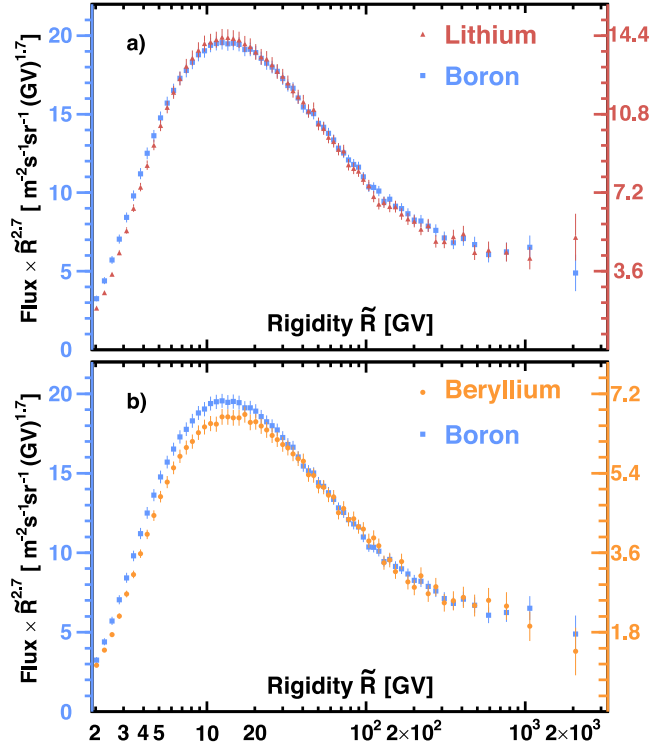 a)
Lithium
Boron
20
15
10
5
0
14.4
10.8
7.2
3.6
Flux × R̃^2.7 [ m^-2s^-1sr^-1 (GV)^1.7
Rigidity R̃ [GV]
b)
Beryllium
Boron
20
15
10
5
0
7.2
5.4
3.6
1.8
Flux × R̃^2.7 [ m^-2s^-1sr^-1 (GV)^1.7
Rigidity R̃ [GV]
2 3 4 5 10 20 10^2 2×10^2 10^3 2×10^3